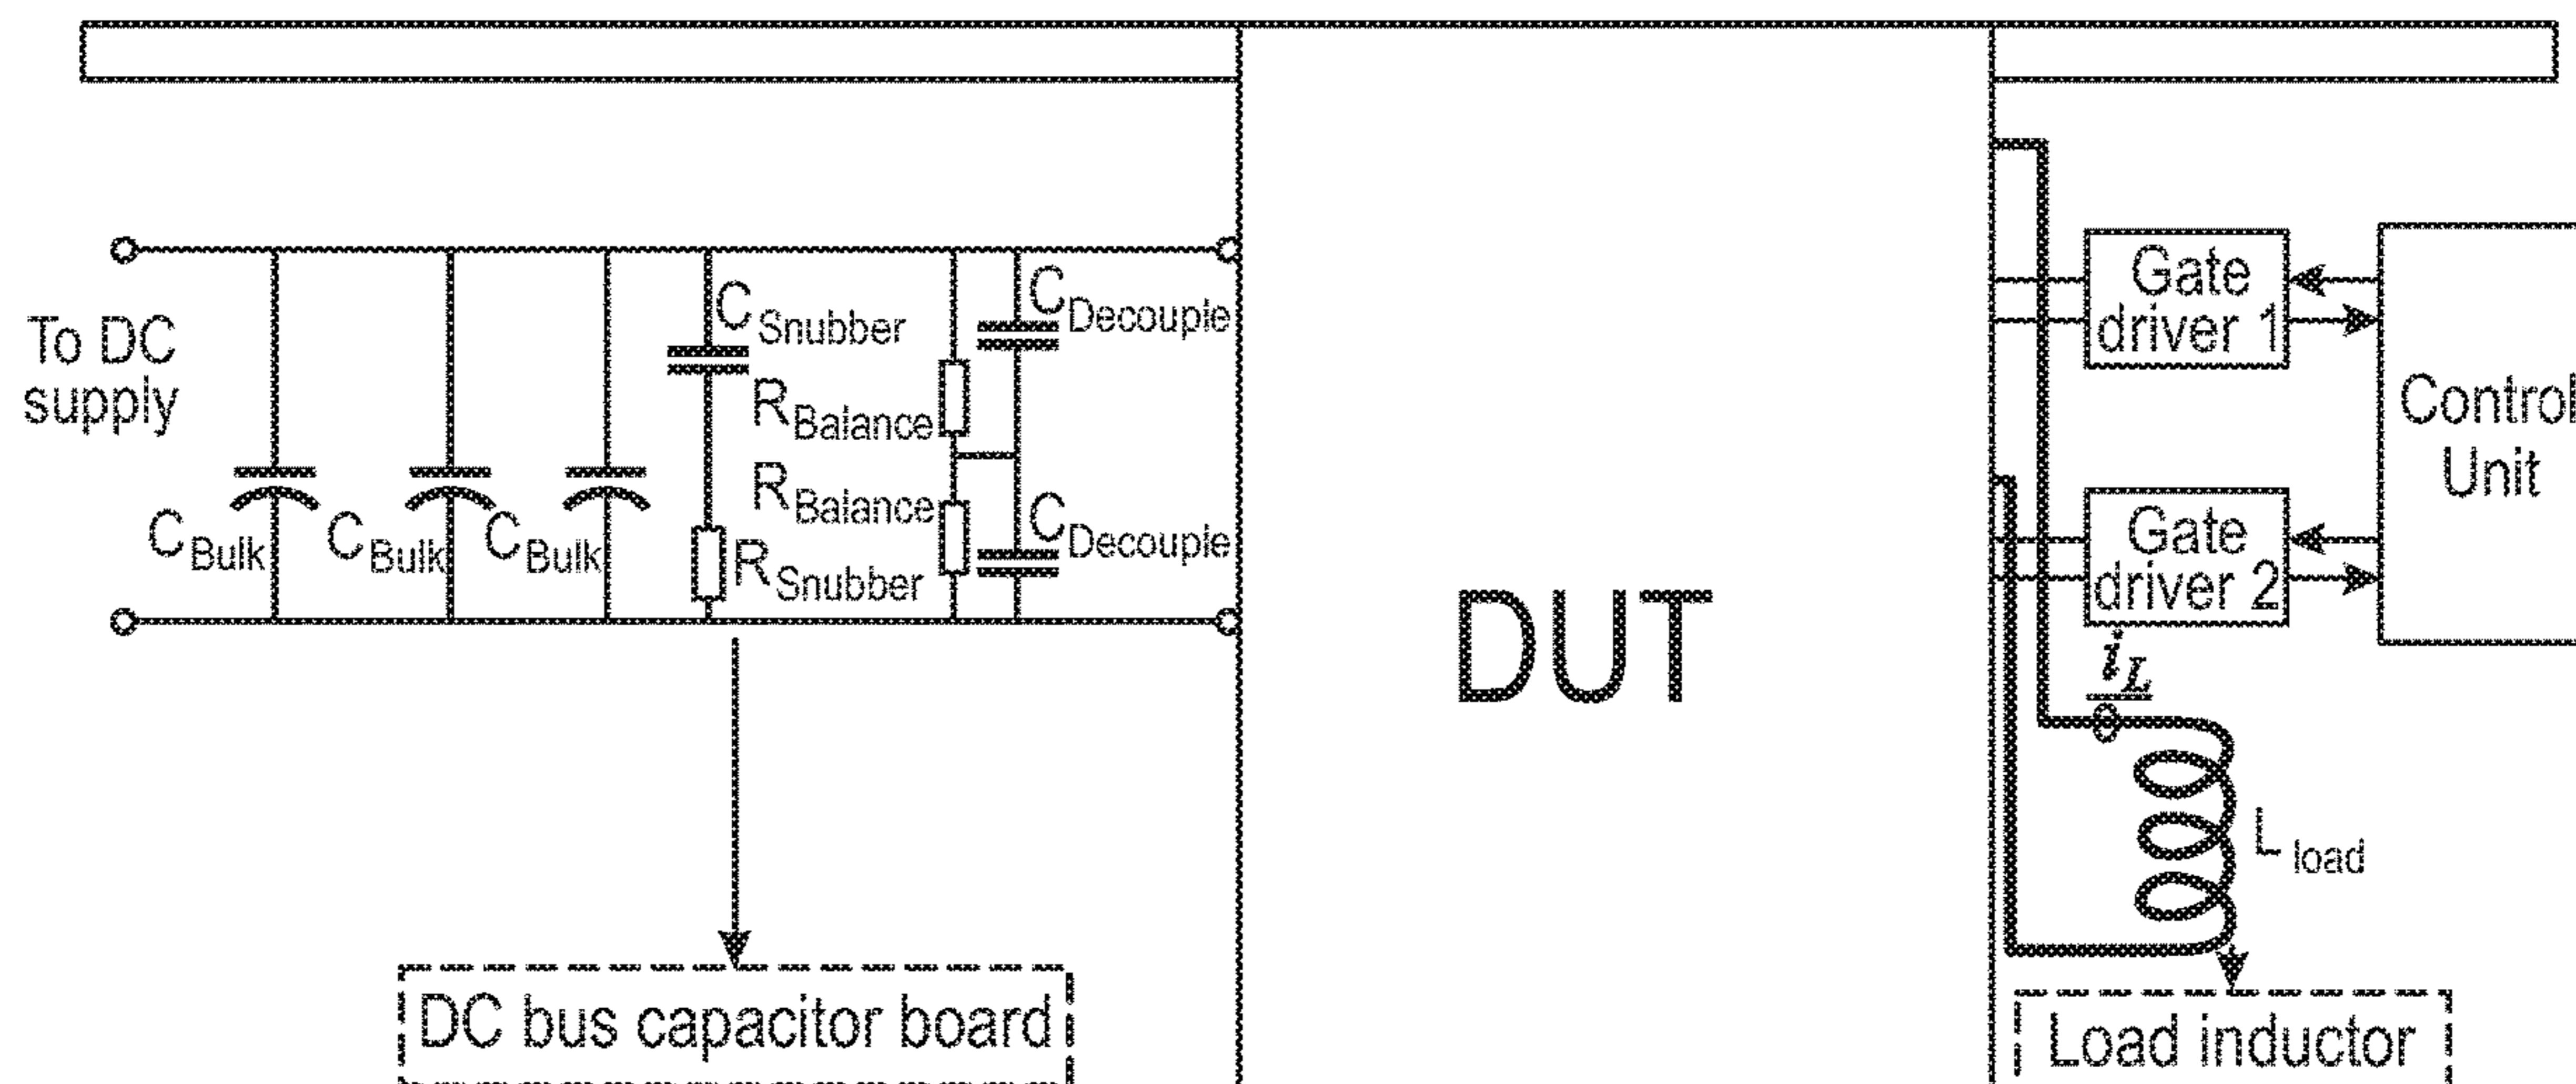 To DC
supply
C Bulk
C Bulk
C Bulk
C Snubber
R Snubber
R Balance
R Balance
C Decouple
C Decouple
DC bus capacitor board
DUT
Gate
driver 1
Gate
driver 2
Control
Unit
i L
L load
Load inductor